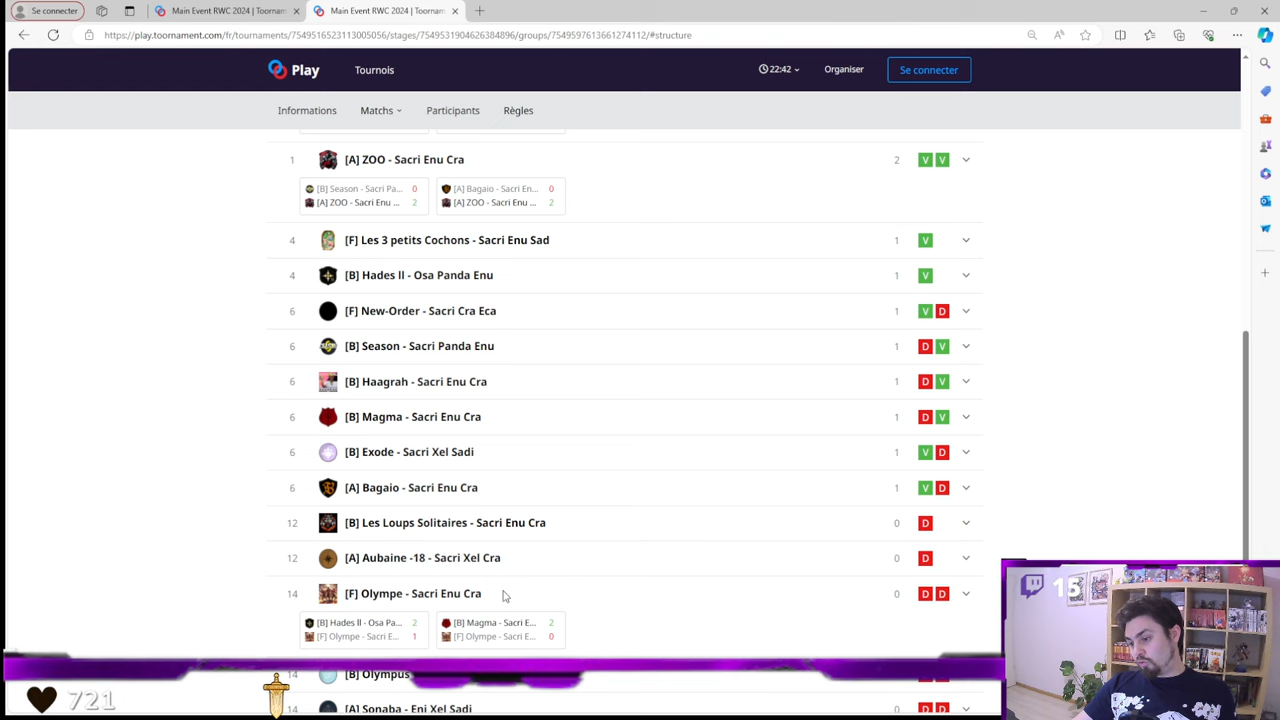 Se connecter
Main Event RWC 2024 | Toornam
Main Event RWC 2024 | Toornam
https://play.toornament.com/fr/tournaments/7549516523113005056/stages/7549531904626384896/groups/7549597613661274112/#structure
Play
Tournois
22:42
Organiser
Se connecter
Informations
Matchs
Participants
Règles
1 [A] ZOO - Sacri Enu Cra 2 V V
[B] Season - Sacri Pa... 0 [A] Bagaio - Sacri En... 0
[A] ZOO - Sacri Enu ... 2 [A] ZOO - Sacri Enu ... 2
4 [F] Les 3 petits Cochons - Sacri Enu Sad 1 V
4 [B] Hades II - Osa Panda Enu 1 V
6 [F] New-Order - Sacri Cra Eca 1 V D
6 [B] Season - Sacri Panda Enu 1 D V
6 [B] Haagrah - Sacri Enu Cra 1 D V
6 [B] Magma - Sacri Enu Cra 1 D V
6 [B] Exode - Sacri Xel Sadi 1 V D
6 [A] Bagaio - Sacri Enu Cra 1 V D
12 [B] Les Loups Solitaires - Sacri Enu Cra 0 D
12 [A] Aubaine -18 - Sacri Xel Cra 0 D
14 [F] Olympe - Sacri Enu Cra 0 D D
[B] Hades II - Osa Pa... 2 [B] Magma - Sacri E... 2
[F] Olympe - Sacri E... 1 [F] Olympe - Sacri E... 0
14 [B] Olympus
14 [A] Sonaba - Eni Xel Sadi 0 D D
721
15